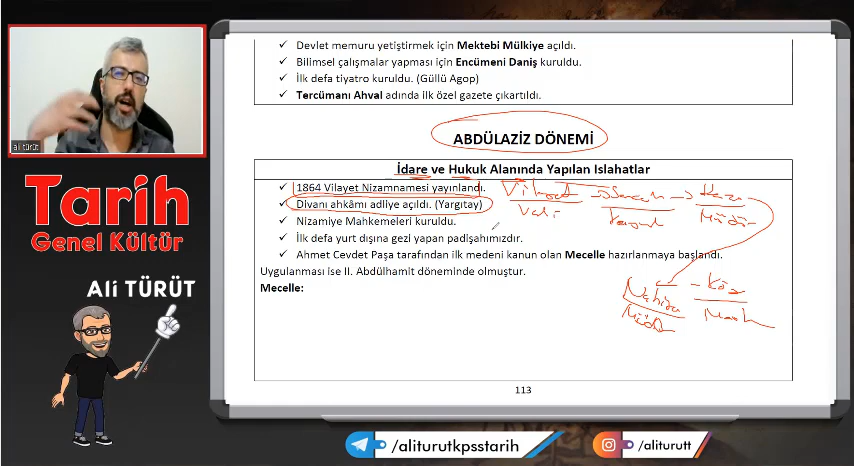 Devlet memuru yetiştirmek için Mektebi Mülkiye açıldı.
Bilimsel çalışmalar yapması için Encümeni Daniş kuruldu.
İlk defa tiyatro kuruldu. (Güllü Agop)
Tercümanı Ahval adında ilk özel gazete çıkartıldı.
ali türüt
ABDÜLAZİZ DÖNEMİ
İdare ve Hukuk Alanında Yapılan Islahatlar
1864 Vilayet Nizamnamesi yayınlandı.
Divanı ahkâmı adliye açıldı. (Yargıtay)
Nizamiye Mahkemeleri kuruldu.
İlk defa yurt dışına gezi yapan padişahımızdır.
Ahmet Cevdet Paşa tarafından ilk medeni kanun olan Mecelle hazırlanmaya başlandı.
Uygulanması ise II. Abdülhamit döneminde olmuştur.
Mecelle:
Vali
Köy
113
Tarih
Genel Kültür
Ali TÜRÜT
/aliturutkpsstarih
/aliturutt